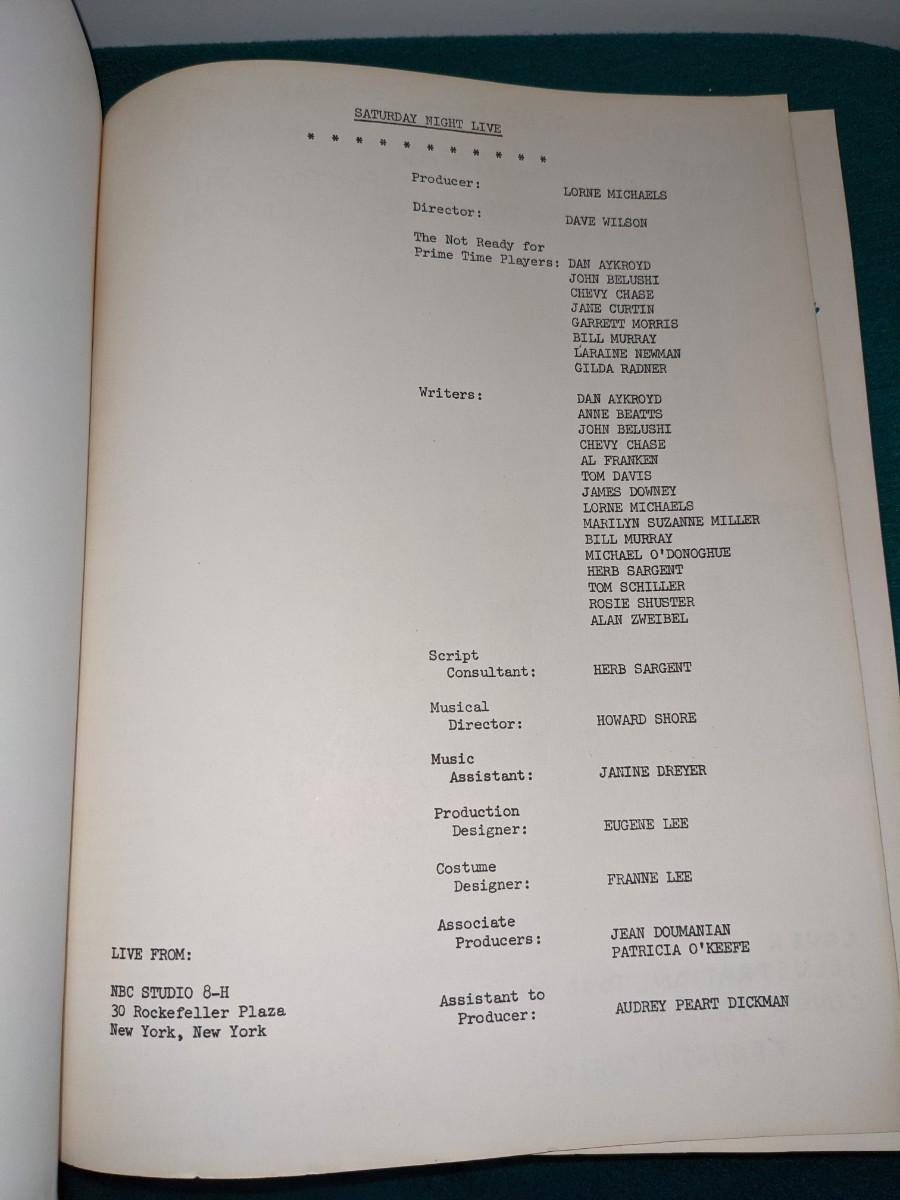 SATURDAY NIGHT LIVE
* * * * * * * * * * *
Producer: LORNE MICHAELS
Director: DAVE WILSON
The Not Ready for
Prime Time Players: DAN AYKROYD
JOHN BELUSHI
CHEVY CHASE
JANE CURTIN
GARRETT MORRIS
BILL MURRAY
LARAINE NEWMAN
GILDA RADNER
Writers: DAN AYKROYD
ANNE BEATTS
JOHN BELUSHI
CHEVY CHASE
AL FRANKEN
TOM DAVIS
JAMES DOWNEY
LORNE MICHAELS
MARILYN SUZANNE MILLER
BILL MURRAY
MICHAEL O'DONOGHUE
HERB SARGENT
TOM SCHILLER
ROSIE SHUSTER
ALAN ZWEIBEL
Script
Consultant: HERB SARGENT
Musical
Director: HOWARD SHORE
Music
Assistant: JANINE DREYER
Production
Designer: EUGENE LEE
Costume
Designer: FRANNE LEE
Associate
Producers: JEAN DOUMANIAN
PATRICIA O'KEEFE
Assistant to
Producer: AUDREY PEART DICKMAN
LIVE FROM:
NBC STUDIO 8-H
30 Rockefeller Plaza
New York, New York